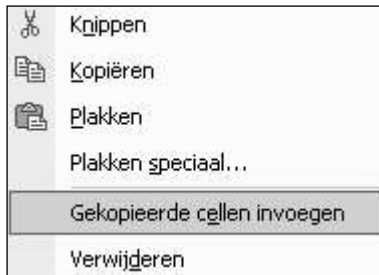 Knippen
Kopiëren
Plakken
Plakken speciaal...
Gekopieerde cellen invoegen
Verwijderen